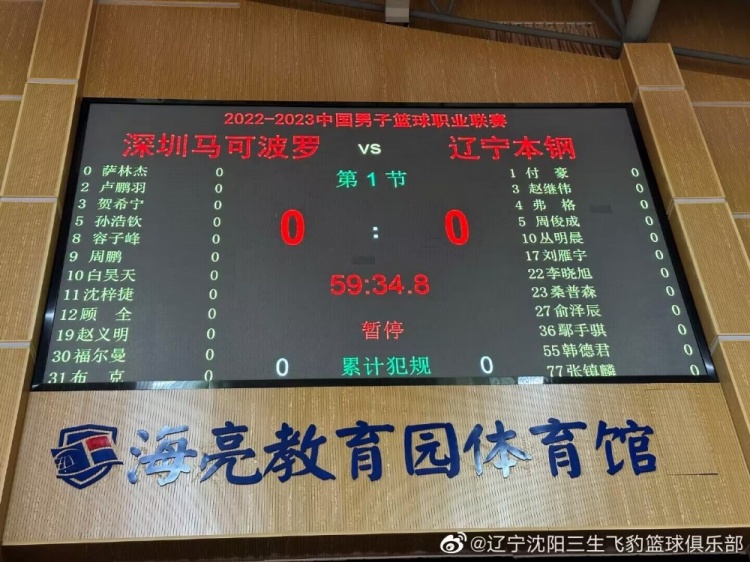 2022-2023中国男子篮球职业联赛
深圳马可波罗 VS 辽宁本钢
第1节
0 : 0
59:34.8
暂停
0 累计犯规 0
0 萨林杰 0
2 卢鹏羽 0
3 贺希宁 0
5 孙浩钦 0
8 容子峰 0
9 周鹏 0
10 白昊天 0
11 沈梓捷 0
12 顾全 0
19 赵义明 0
30 福尔曼 0
31 布克 0
1 付豪 0
3 赵继伟 0
4 弗格 0
5 周俊成 0
10 丛明晨 0
17 刘雁宇 0
22 李晓旭 0
23 桑普森 0
27 俞泽辰 0
36 鄢手骐 0
55 韩德君 0
77 张镇麟 0
海亮教育园体育馆
@辽宁沈阳三生飞豹篮球俱乐部